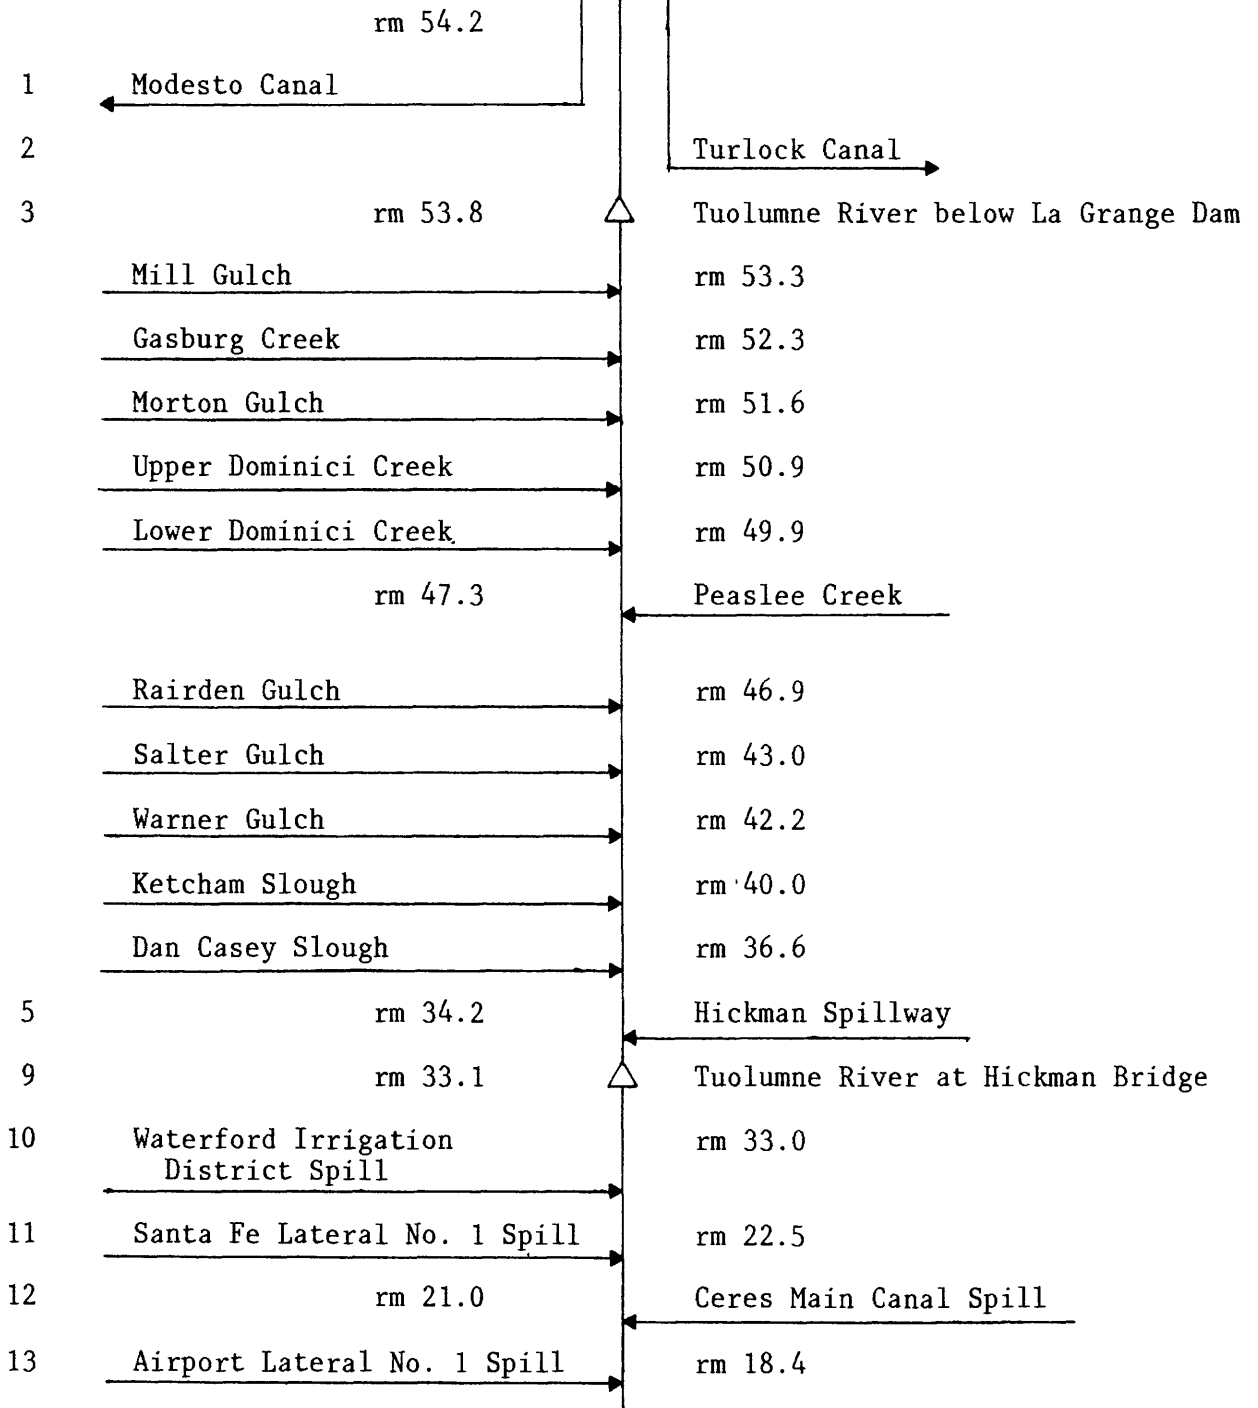 rm 54.2
1 Modesto Canal
2 Turlock Canal
3 rm 53.8 Tuolumne River below La Grange Dam
Mill Gulch rm 53.3
Gasburg Creek rm 52.3
Morton Gulch rm 51.6
Upper Dominici Creek rm 50.9
Lower Dominici Creek rm 49.9
rm 47.3 Peaslee Creek
Rairden Gulch rm 46.9
Salter Gulch rm 43.0
Warner Gulch rm 42.2
Ketcham Slough rm 40.0
Dan Casey Slough rm 36.6
5 rm 34.2 Hickman Spillway
9 rm 33.1 Tuolumne River at Hickman Bridge
10 Waterford Irrigation rm 33.0
District Spill
11 Santa Fe Lateral No. 1 Spill rm 22.5
12 rm 21.0 Ceres Main Canal Spill
13 Airport Lateral No. 1 Spill rm 18.4